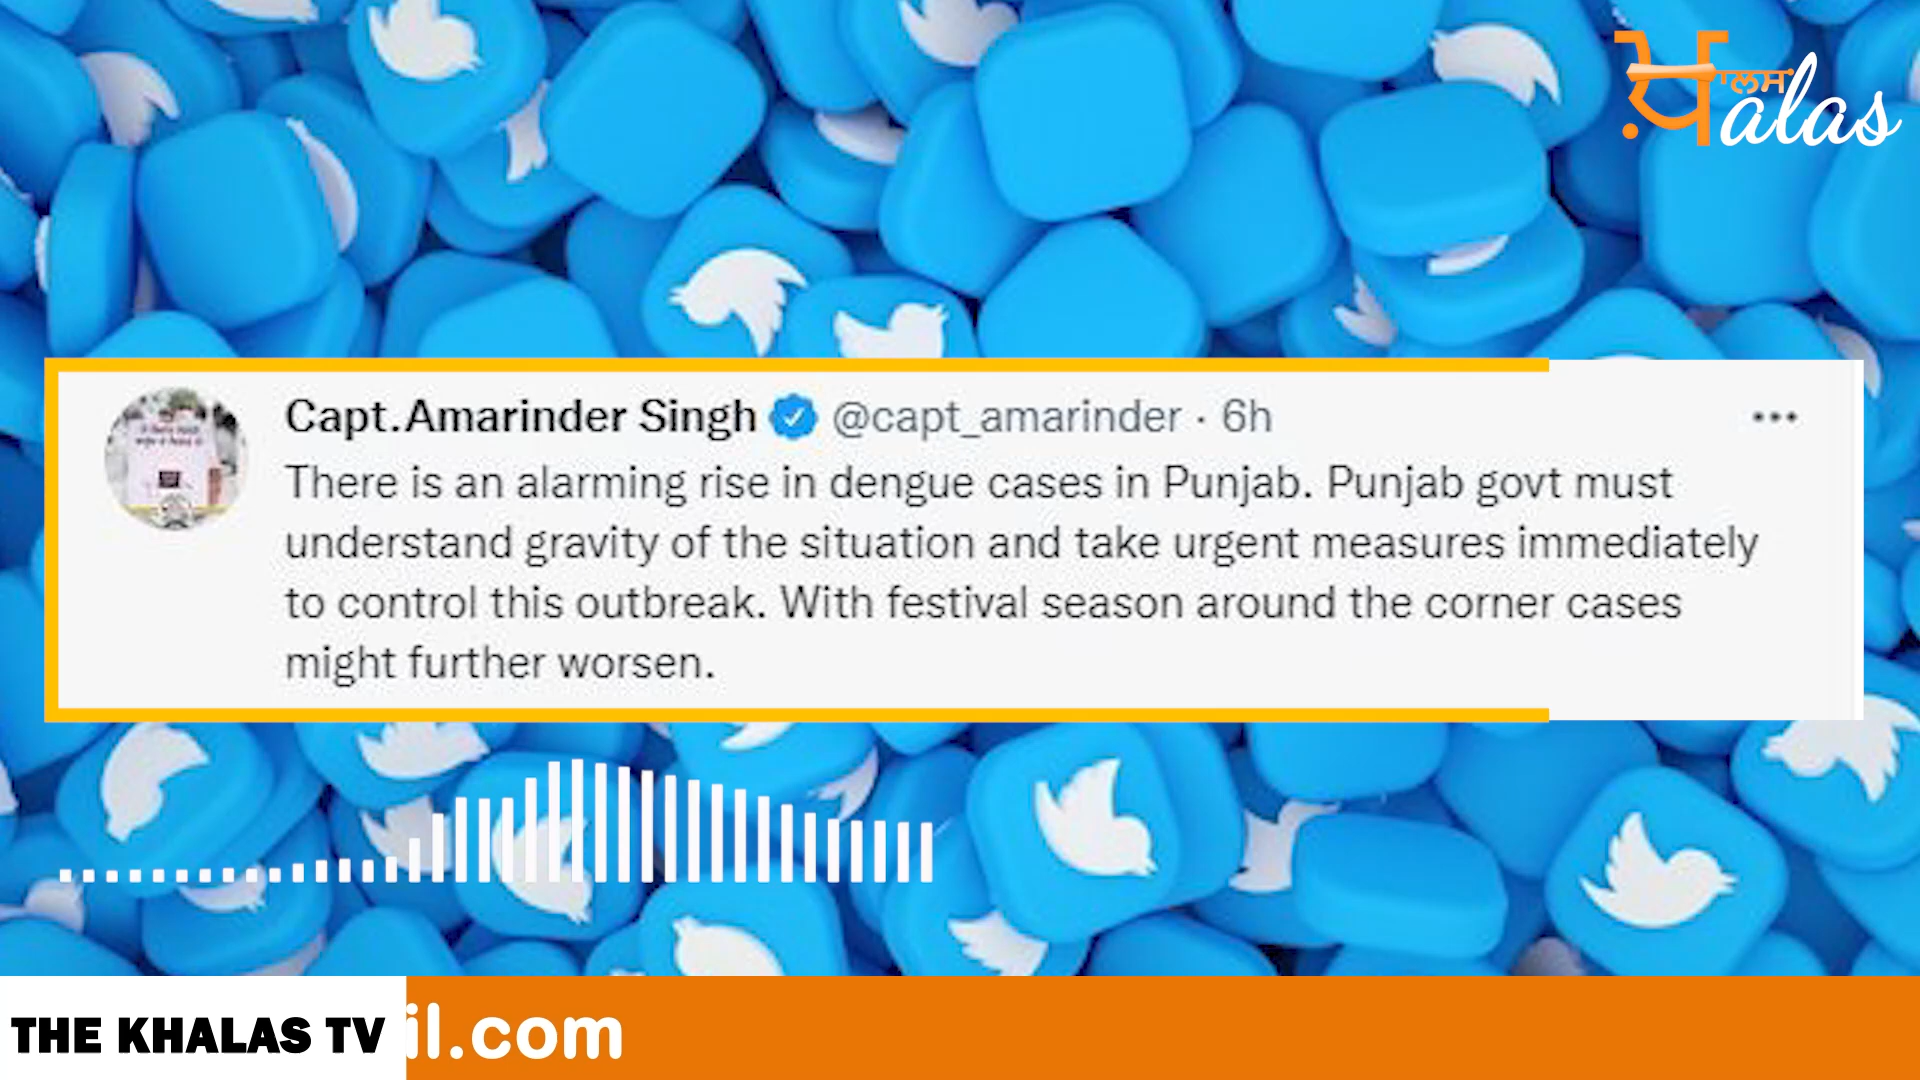 ਖ਼ਾਲਸ alas
Capt.Amarinder Singh @capt_amarinder · 6h
There is an alarming rise in dengue cases in Punjab. Punjab govt must
understand gravity of the situation and take urgent measures immediately
to control this outbreak. With festival season around the corner cases
might further worsen.
THE KHALAS TV il.com